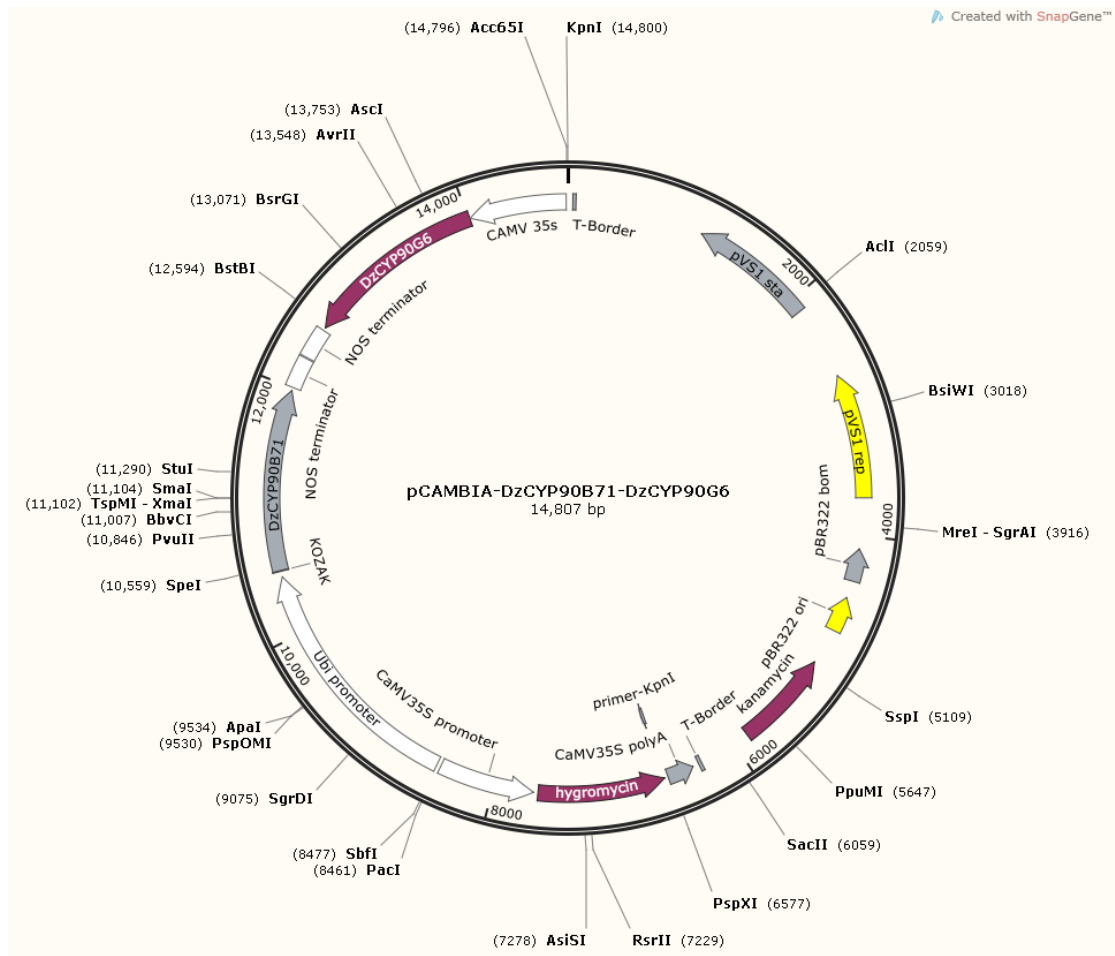 Created with SnapGene™
(14,796) Acc65I
KpnI (14,800)
(13,753) AscI
(13,548) AvrII
(13,071) BsrGI
(12,594) BstBI
14,000
CAMV 35s
T-Border
DzCYP90G6
NOS terminator
pVS1 sta
2000
AclI (2059)
BsiWI (3018)
pVS1 rep
12,000
NOS terminator
DzCYP90B71
(11,290) StuI
(11,104) SmaI
(11,102) TspMI - XmaI
(11,007) BbvCI
(10,846) PvuII
(10,559) SpeI
pCAMBIA-DzCYP90B71-DzCYP90G6
14,807 bp
pBR322 bom
4000
MreI - SgrAI (3916)
KOZAK
pBR322 ori
kanamycin
10,000
Ubi promoter
CaMV35S promoter
primer-KpnI
T-Border
CaMV35S polyA
hygromycin
6000
8000
SspI (5109)
PpuMI (5647)
SacII (6059)
PspXI (6577)
(9534) ApaI
(9530) PspOMI
(9075) SgrDI
(8477) SbfI
(8461) PacI
(7278) AsiSI
RsrII (7229)